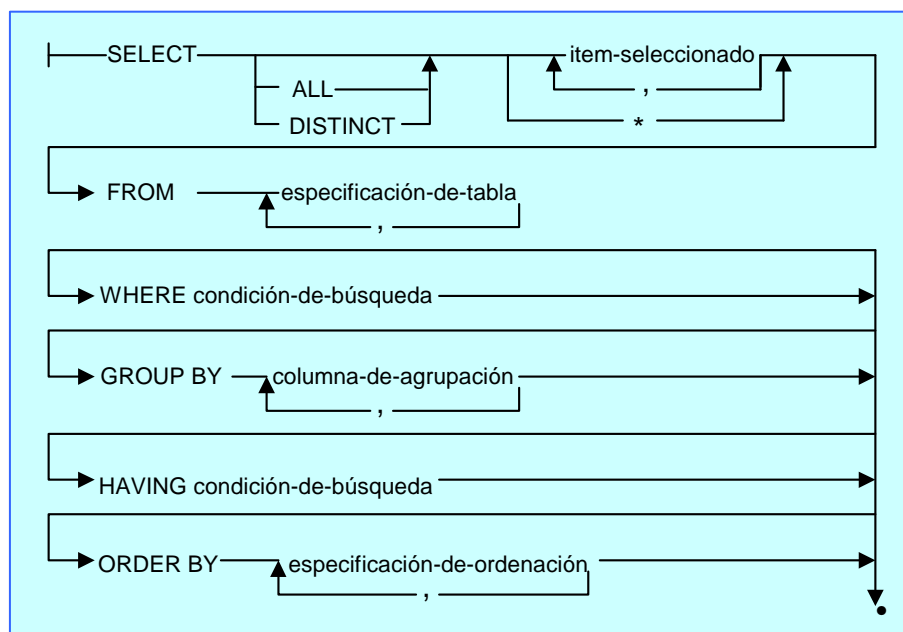 SELECT item-seleccionado
ALL ,
DISTINCT *
FROM especificación-de-tabla
,
WHERE condición-de-búsqueda
GROUP BY columna-de-agrupación
,
HAVING condición-de-búsqueda
ORDER BY especificación-de-ordenación
,